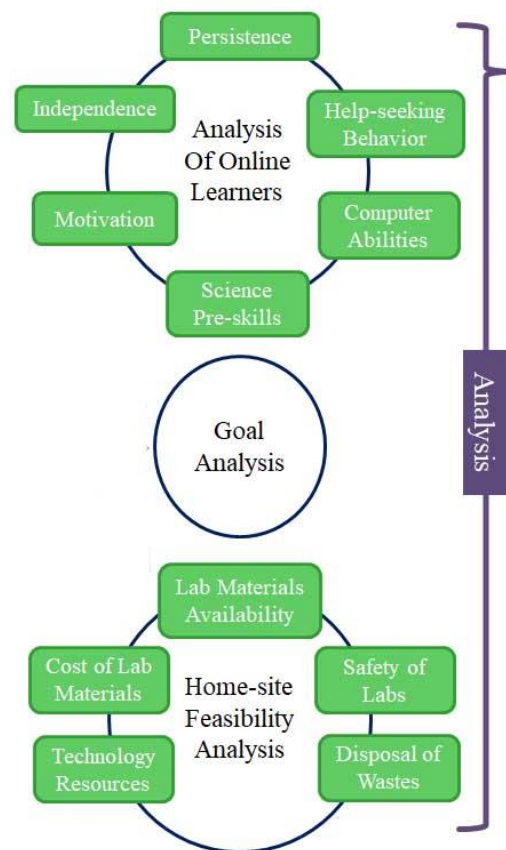 Persistence
Independence
Help-seeking
Behavior
Analysis
Of Online
Learners
Motivation
Computer
Abilities
Science
Pre-skills
Goal
Analysis
Analysis
Lab Materials
Availability
Cost of Lab
Materials
Safety of
Labs
Home-site
Feasibility
Analysis
Technology
Resources
Disposal of
Wastes